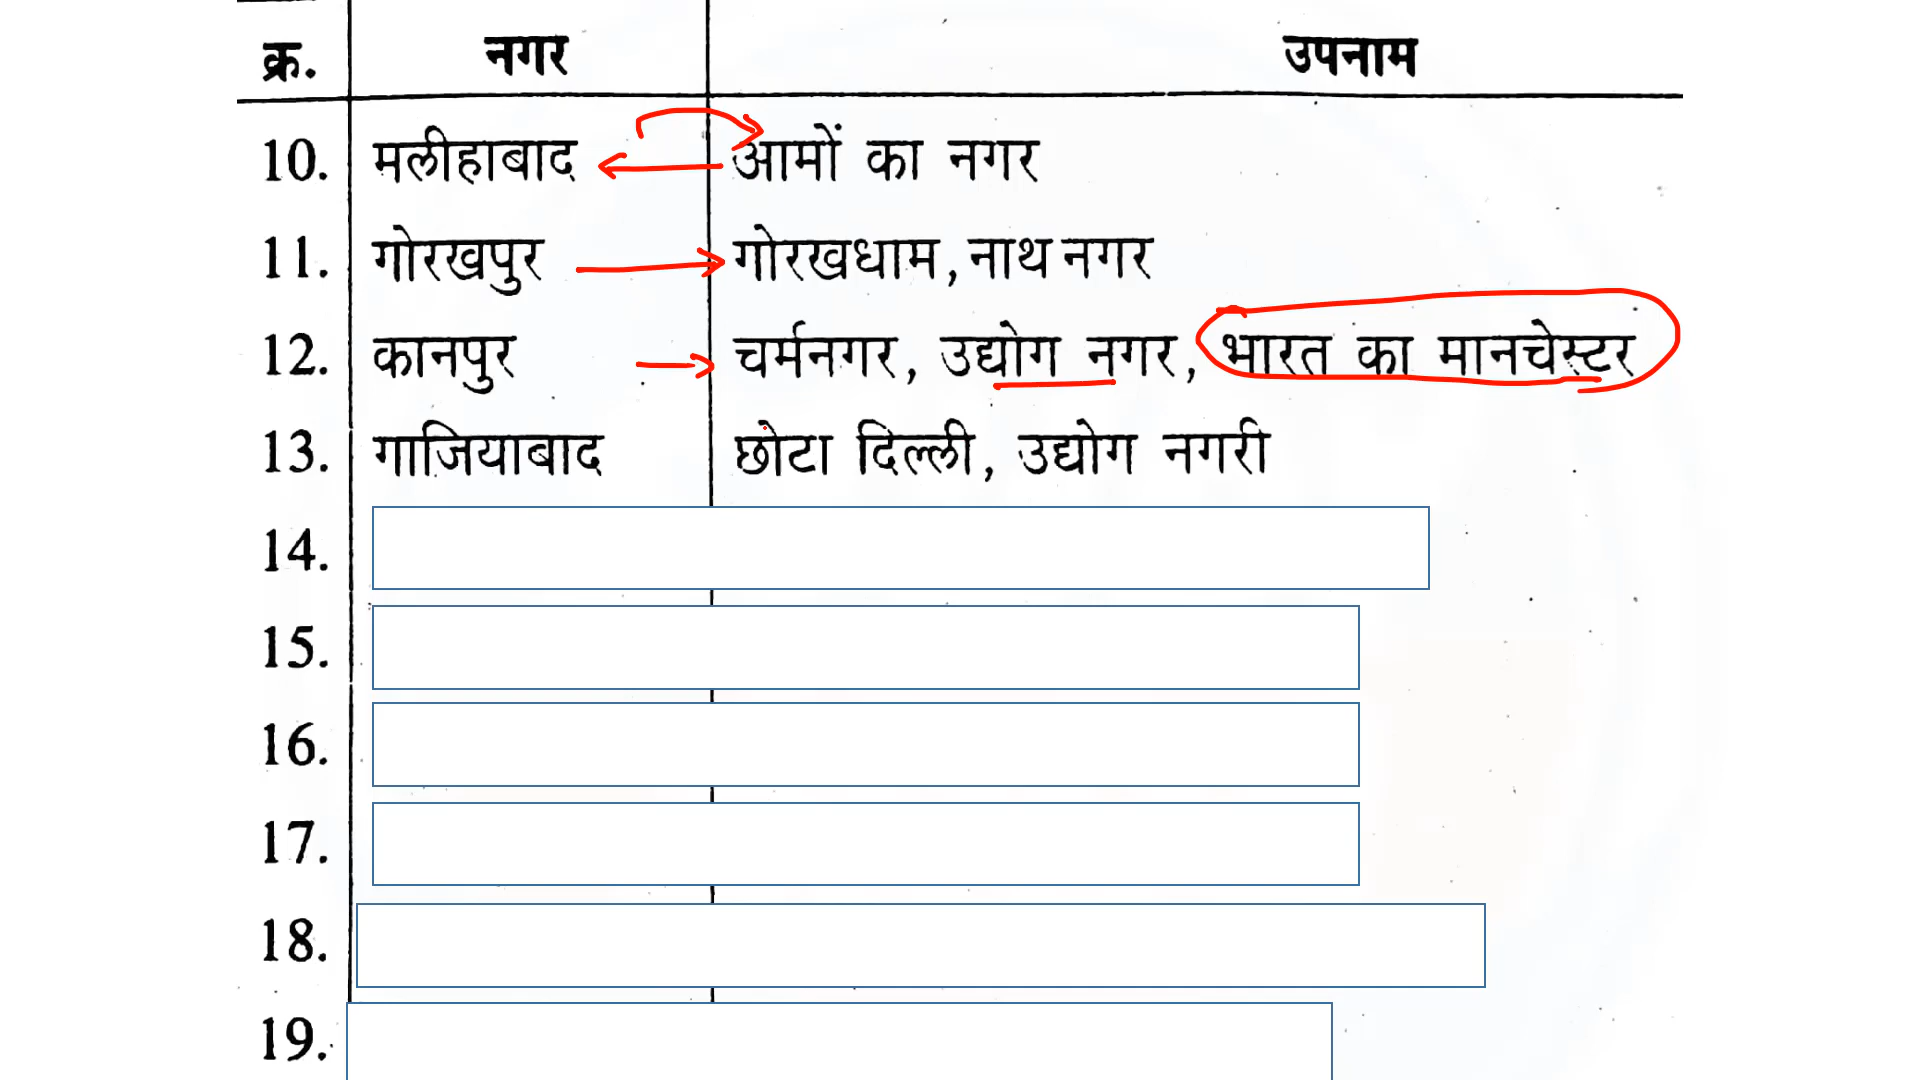 क्र. नगर उपनाम
10. मलीहाबाद आमों का नगर
11. गोरखपुर गोरखधाम, नाथ नगर
12. कानपुर चर्मनगर, उद्योग नगर, भारत का मानचेस्टर
13. गाजियाबाद छोटा दिल्ली, उद्योग नगरी
14.
15.
16.
17.
18.
19.